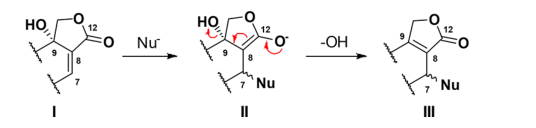 HO O 12 O 9 8 7 I
Nu-
HO O 12 O- 9 8 7 Nu II
-OH
O 12 O 9 8 7 Nu III